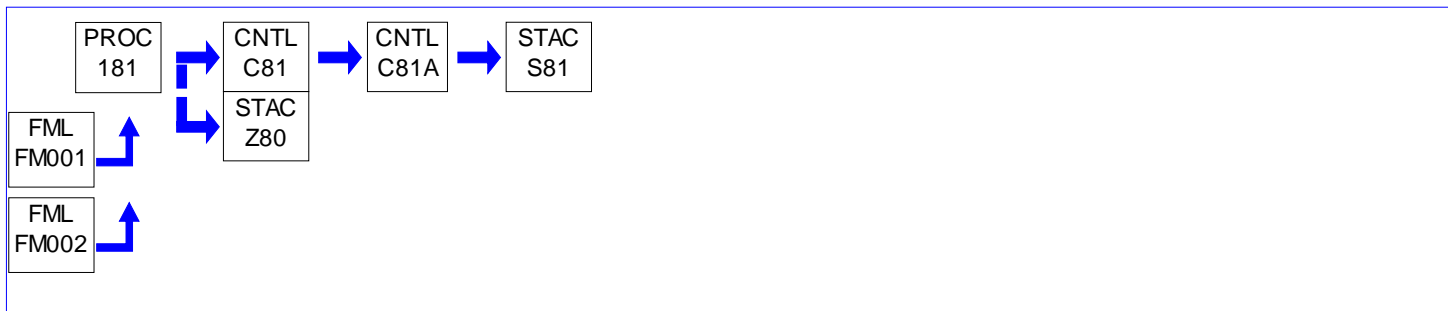 PROC
181
CNTL
C81
CNTL
C81A
STAC
S81
STAC
Z80
FML
FM001
FML
FM002